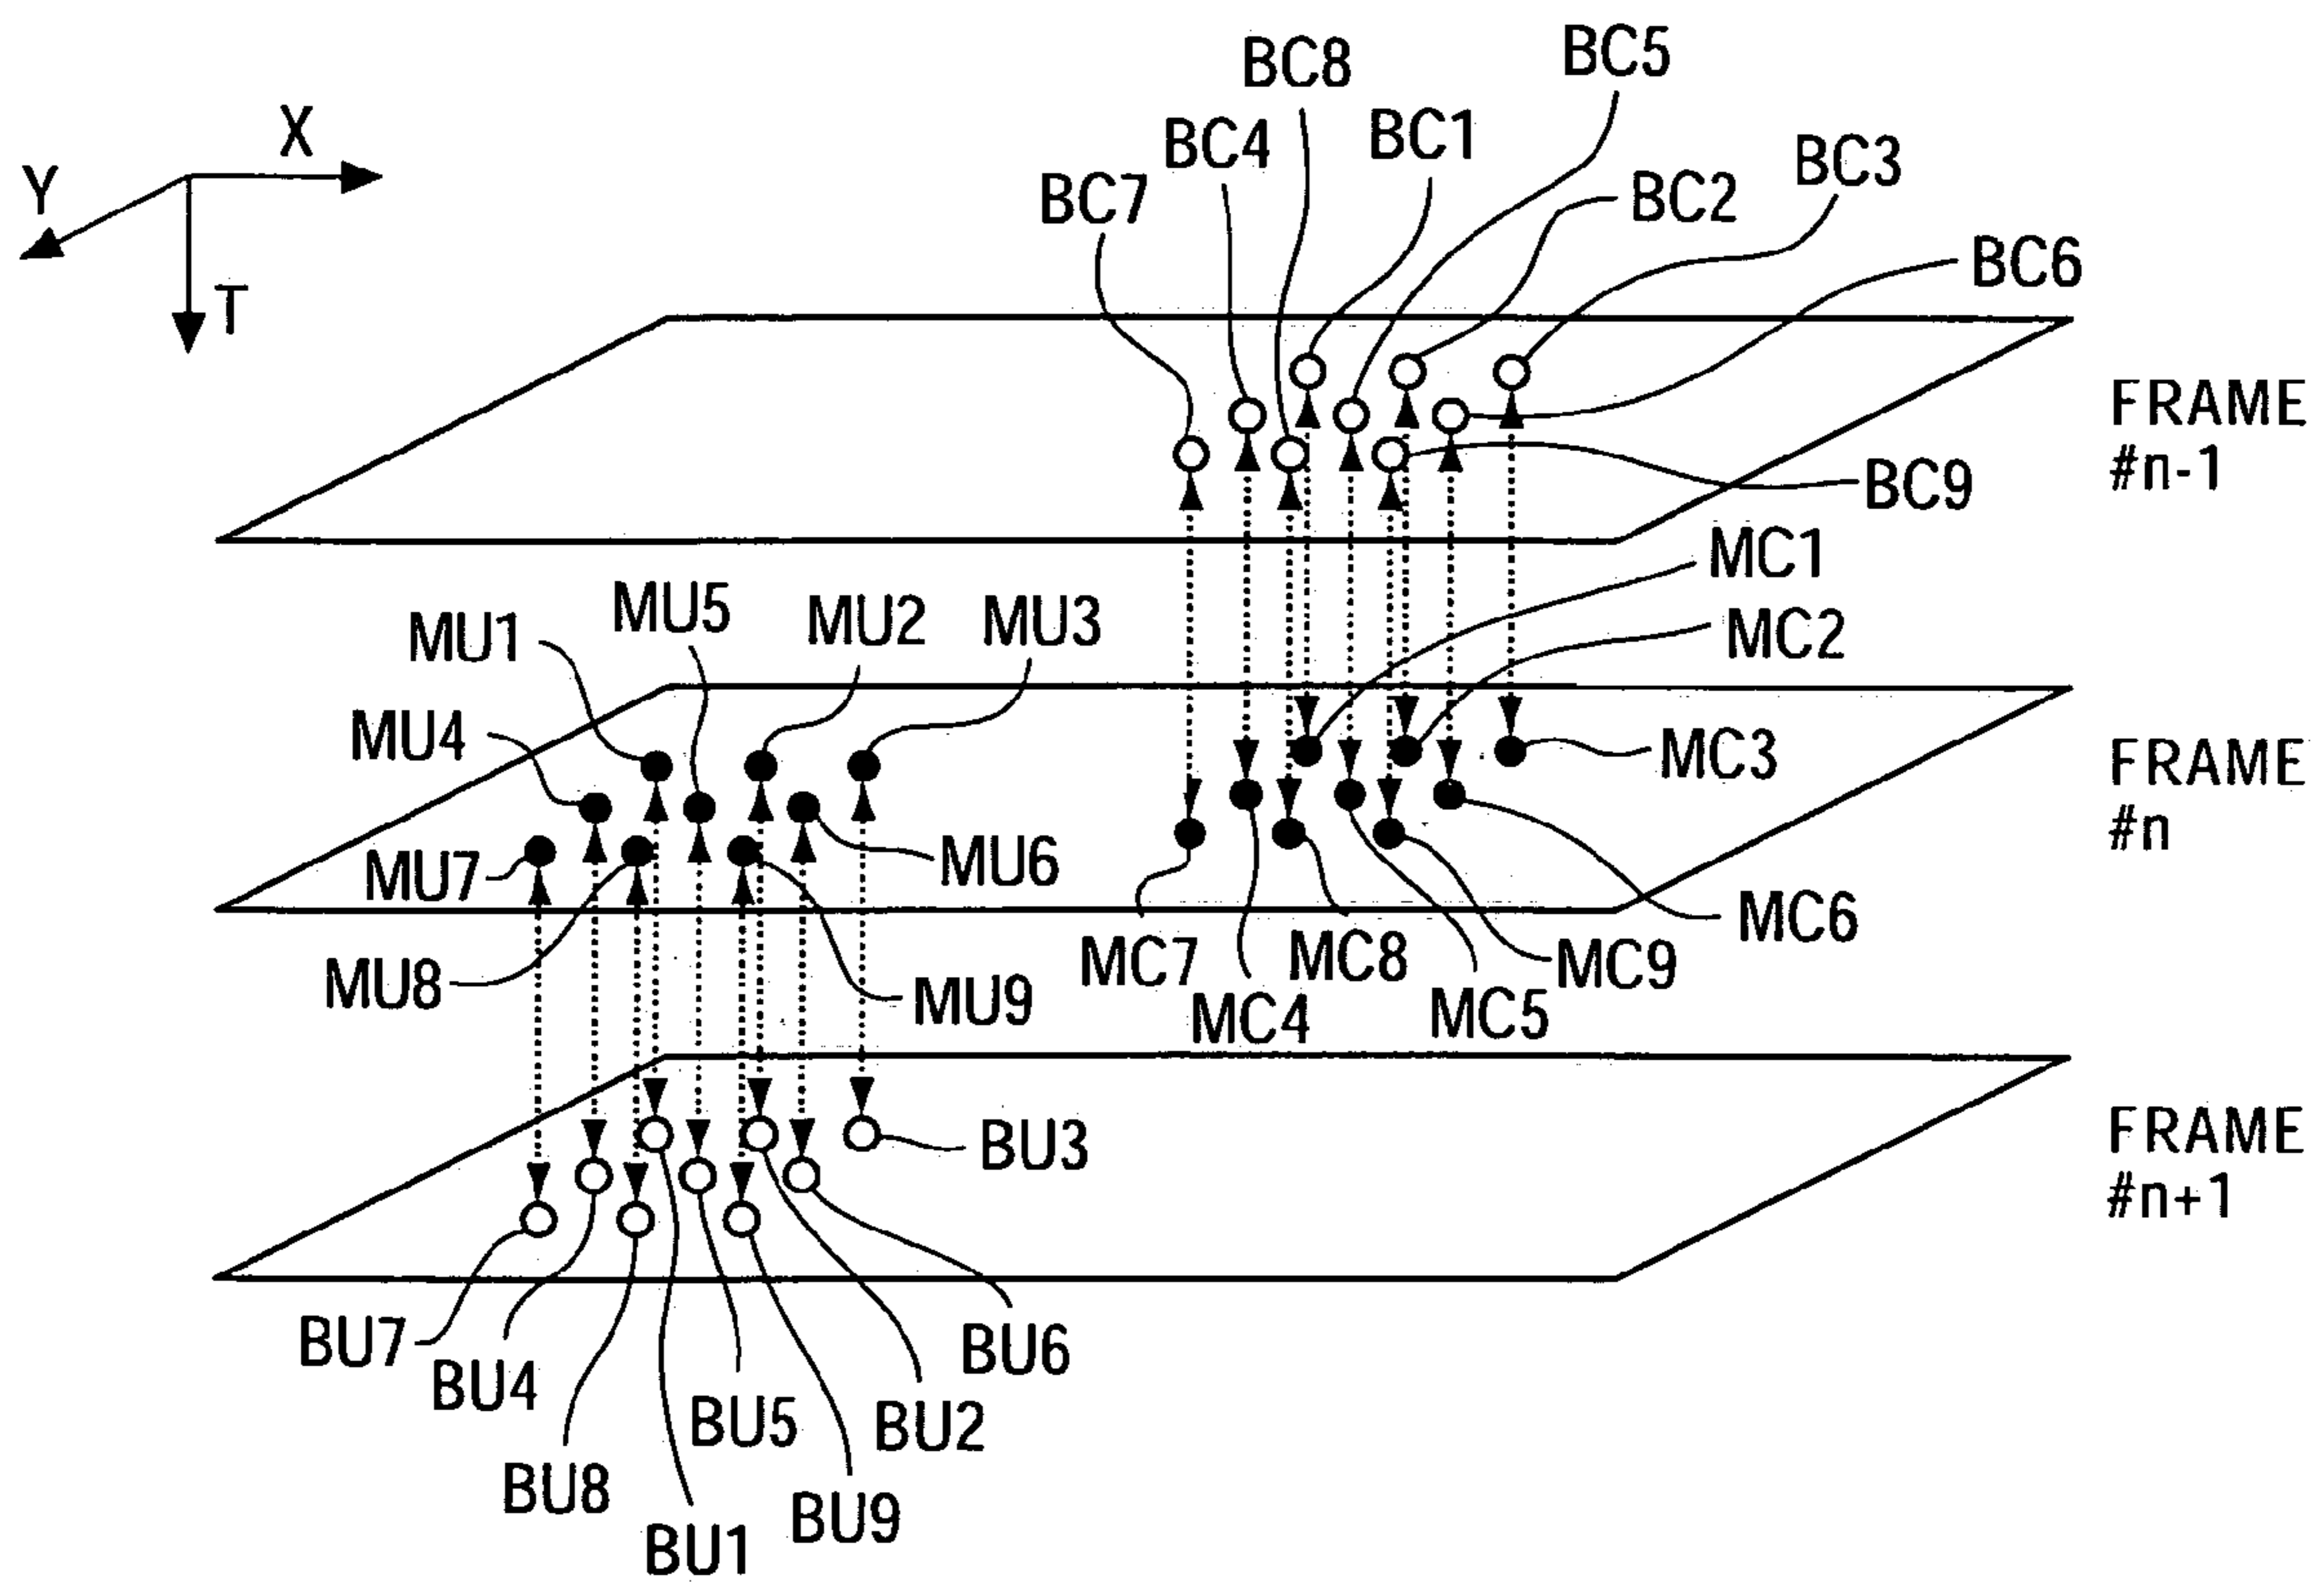 BC8
BC5
X
BC4
BC1
BC3
Y
BC7
BC2
BC6
T
FRAME
#n-1
BC9
MC1
MU1
MU5
MU2
MU3
MC2
MU4
MC3
FRAME
#n
MU7
MU6
MC6
MU8
MU9
MC7
MC8
MC9
MC4
MC5
BU3
FRAME
#n+1
BU7
BU4
BU6
BU5
BU2
BU8
BU9
BU1